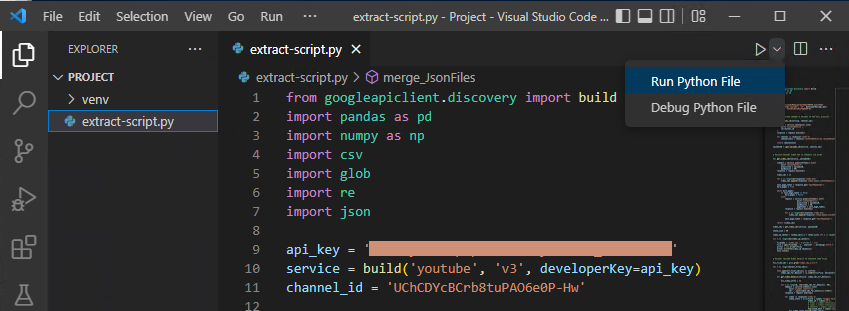 File Edit Selection View Go Run ··· extract-script.py - Project - Visual Studio Code ...
EXPLORER
PROJECT
venv
extract-script.py
extract-script.py
extract-script.py > merge_JsonFiles
Run Python File
Debug Python File
1 from googleapiclient.discovery import build
2 import pandas as pd
3 import numpy as np
4 import csv
5 import glob
6 import re
7 import json
8
9 api_key = ' '
10 service = build('youtube', 'v3', developerKey=api_key)
11 channel_id = 'UChCDYcBCrb8tuPAO6e0P-Hw'
12